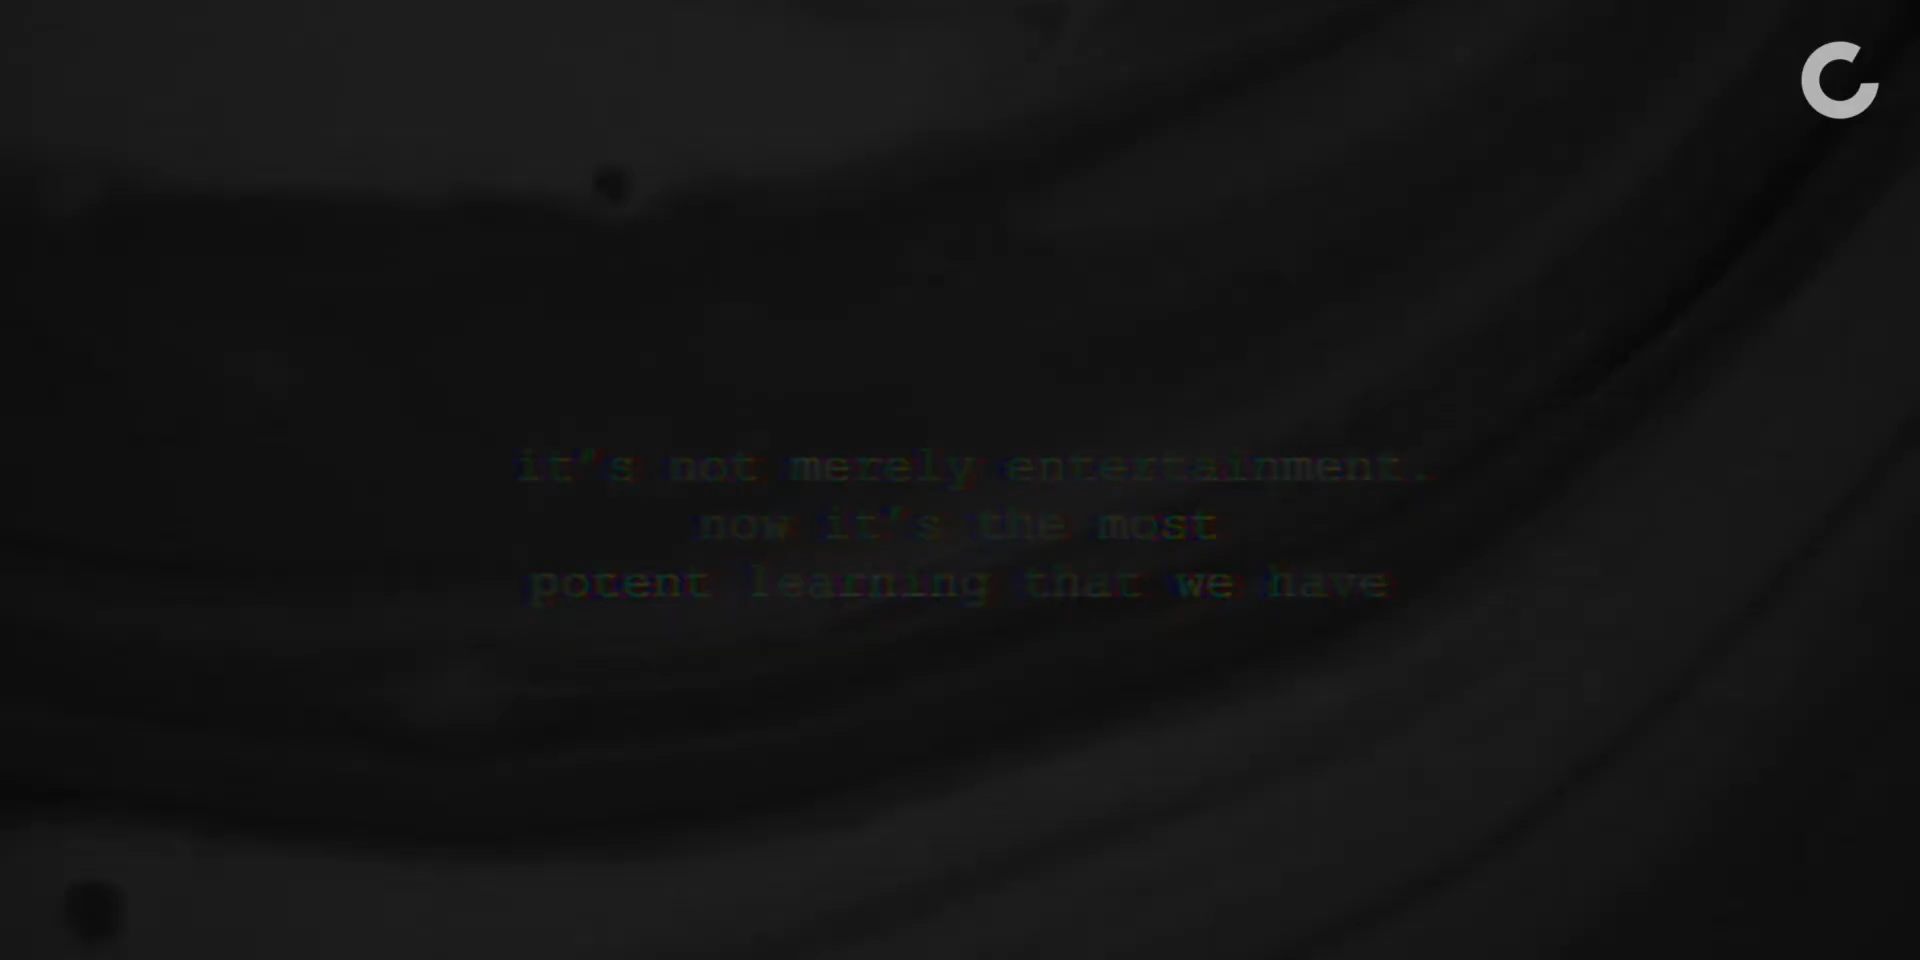 it’s not merely entertainment.
now it’s the most
potent learning that we have